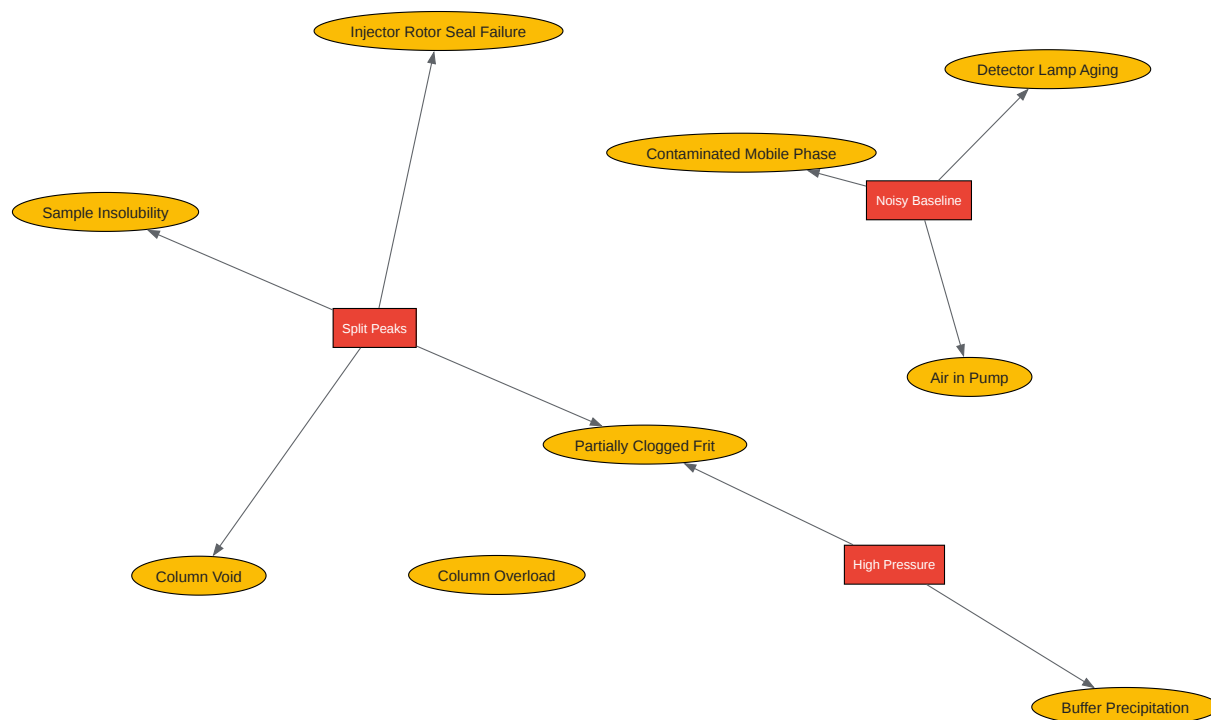 Injector Rotor Seal Failure
Detector Lamp Aging
Contaminated Mobile Phase
Noisy Baseline
Sample Insolubility
Split Peaks
Air in Pump
Partially Clogged Frit
High Pressure
Column Void
Column Overload
Buffer Precipitation